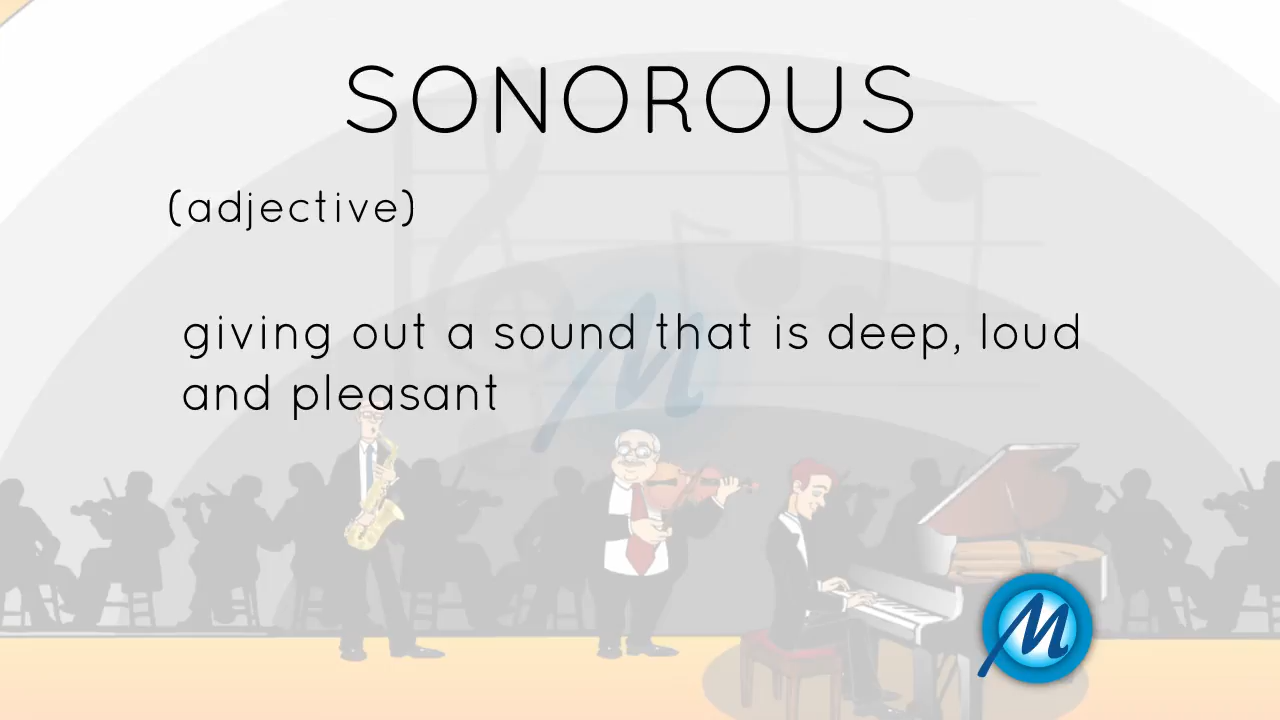 SONOROUS
(adjective)
giving out a sound that is deep, loud
and pleasant
M